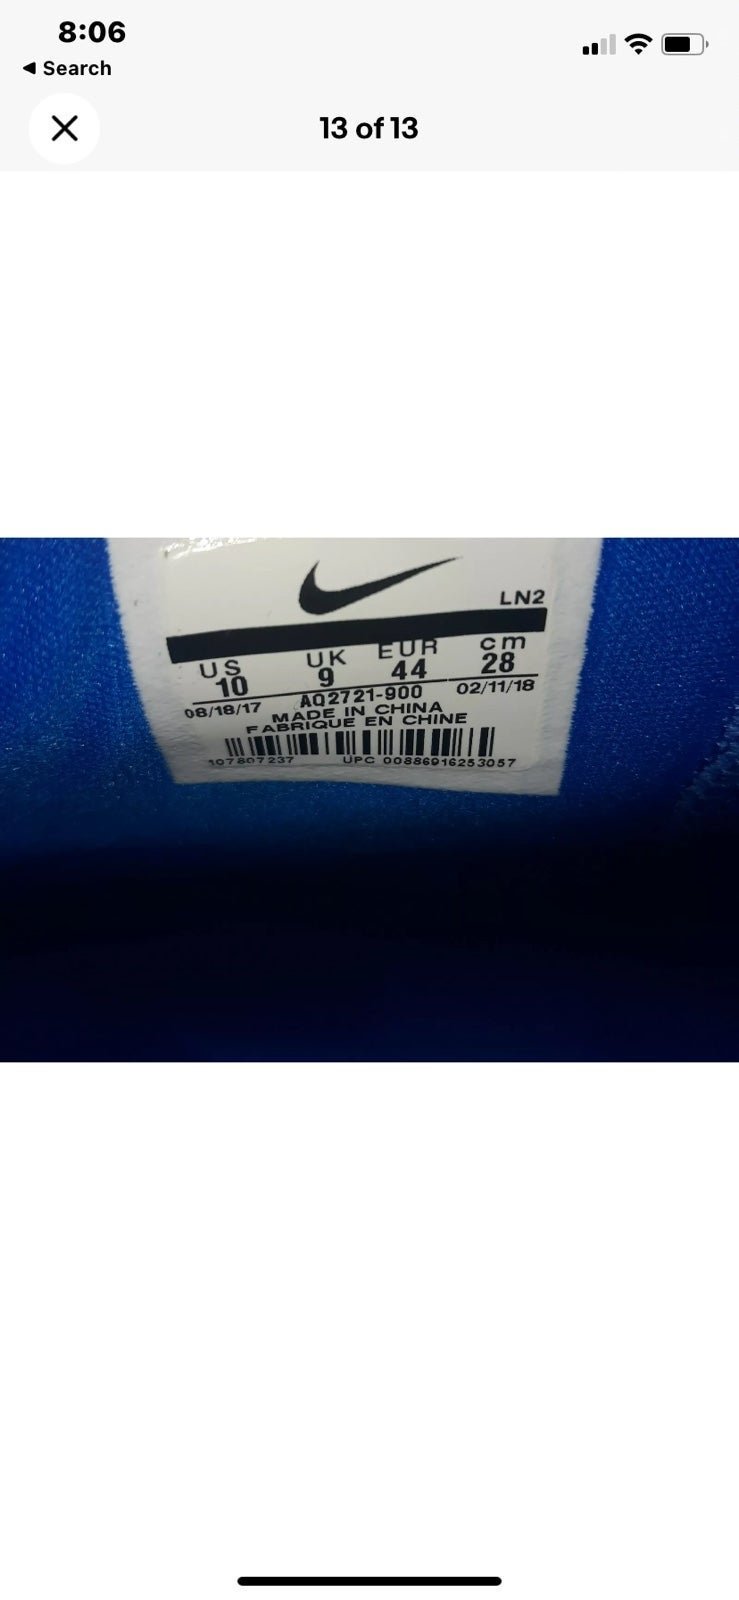 8:06
◀ Search
13 of 13
LN2
US UK EUR cm
10 9 44 28
08/18/17 AQ2721-900 02/11/18
MADE IN CHINA
FABRIQUE EN CHINE
107807237 UPC 00886916253057